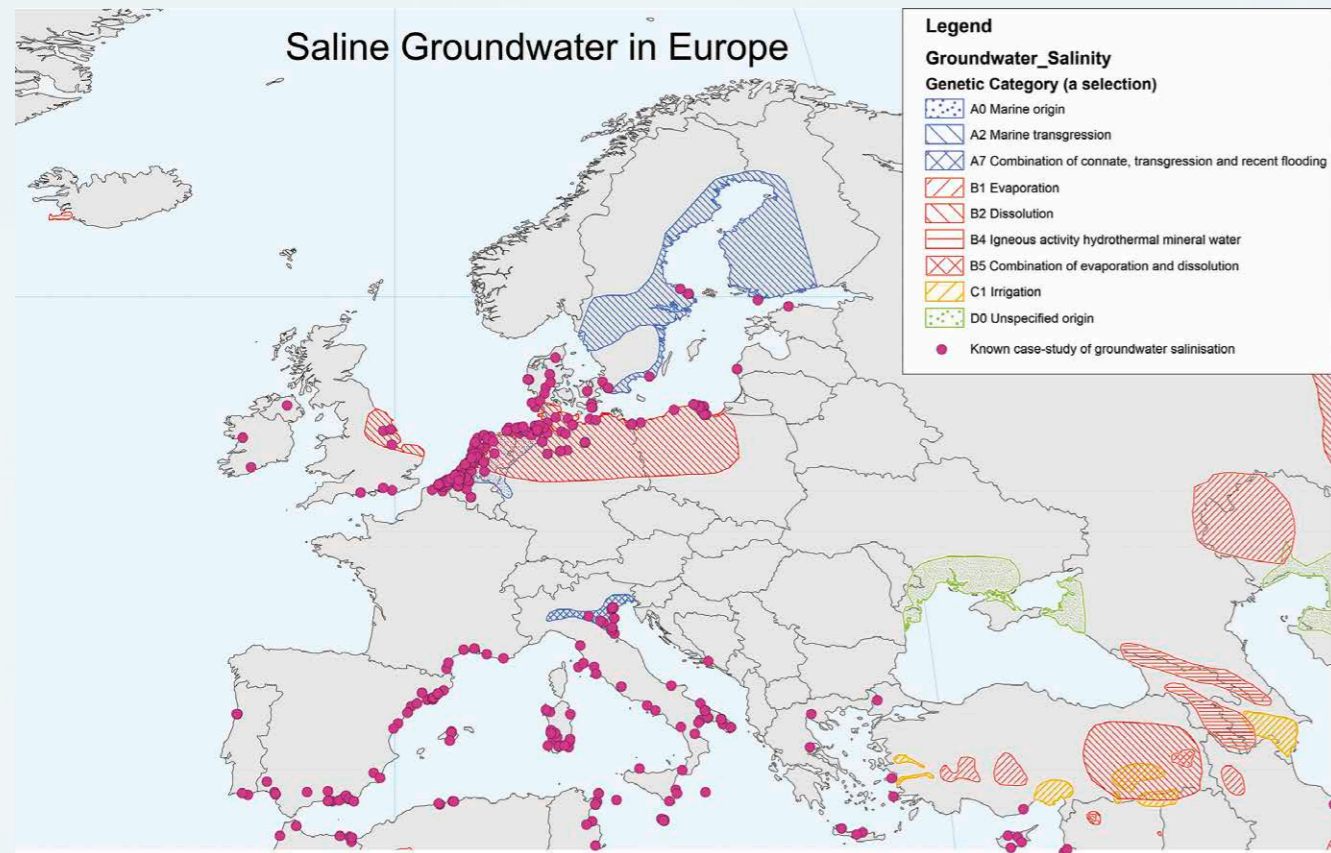 Saline Groundwater in Europe
Legend
Groundwater_Salinity
Genetic Category (a selection)
A0 Marine origin
A2 Marine transgression
A7 Combination of connate, transgression and recent flooding
B1 Evaporation
B2 Dissolution
B4 Igneous activity hydrothermal mineral water
B5 Combination of evaporation and dissolution
C1 Irrigation
D0 Unspecified origin
Known case-study of groundwater salinisation